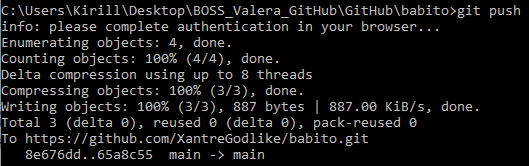 C:\Users\Kirill\Desktop\BOSS_Valera_GitHub\GitHub\babito>git push
info: please complete authentication in your browser...
Enumerating objects: 4, done.
Counting objects: 100% (4/4), done.
Delta compression using up to 8 threads
Compressing objects: 100% (3/3), done.
Writing objects: 100% (3/3), 887 bytes | 887.00 KiB/s, done.
Total 3 (delta 0), reused 0 (delta 0), pack-reused 0
To https://github.com/XantreGodlike/babito.git
   8e676dd..65a8c55  main -> main